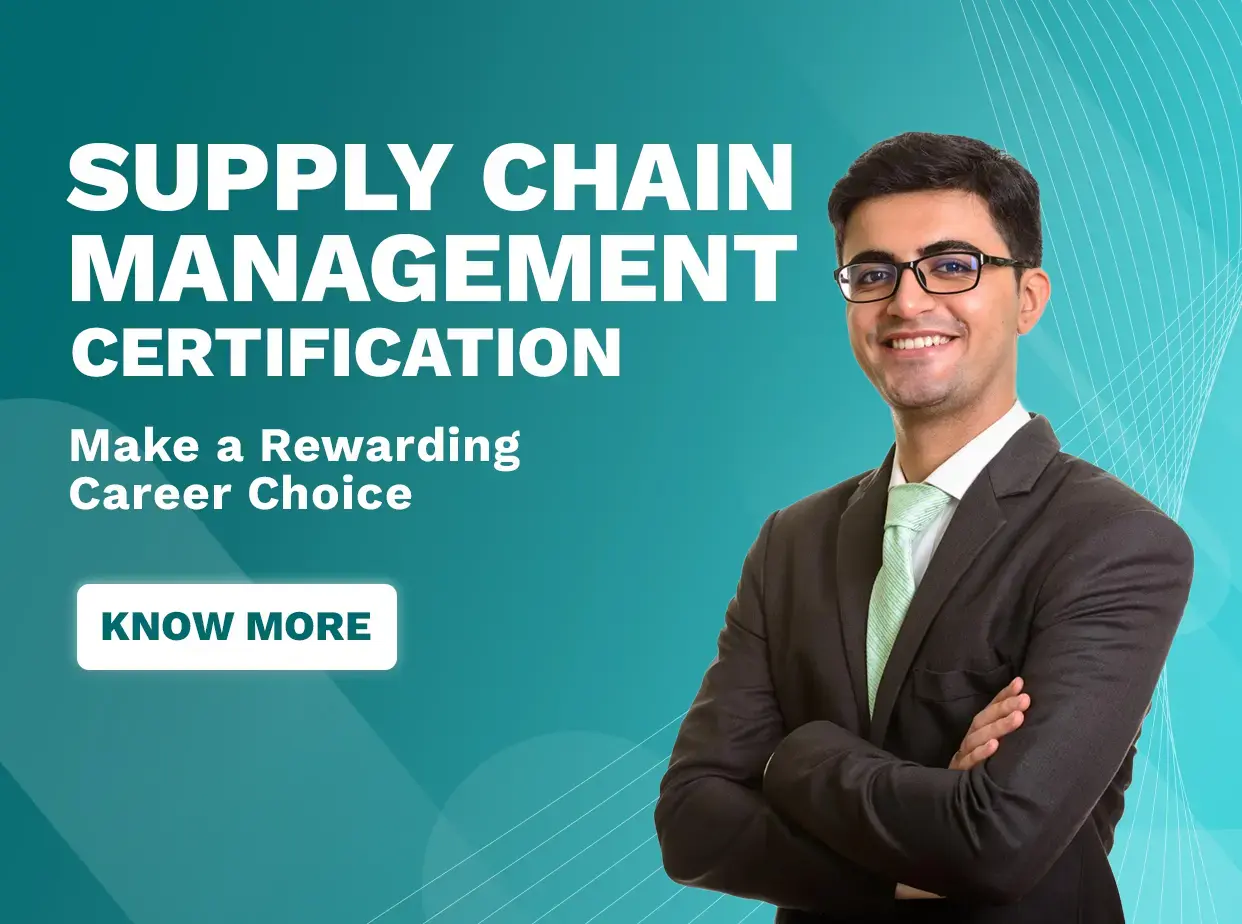 SUPPLY CHAIN
MANAGEMENT
CERTIFICATION
Make a Rewarding
Career Choice
KNOW MORE